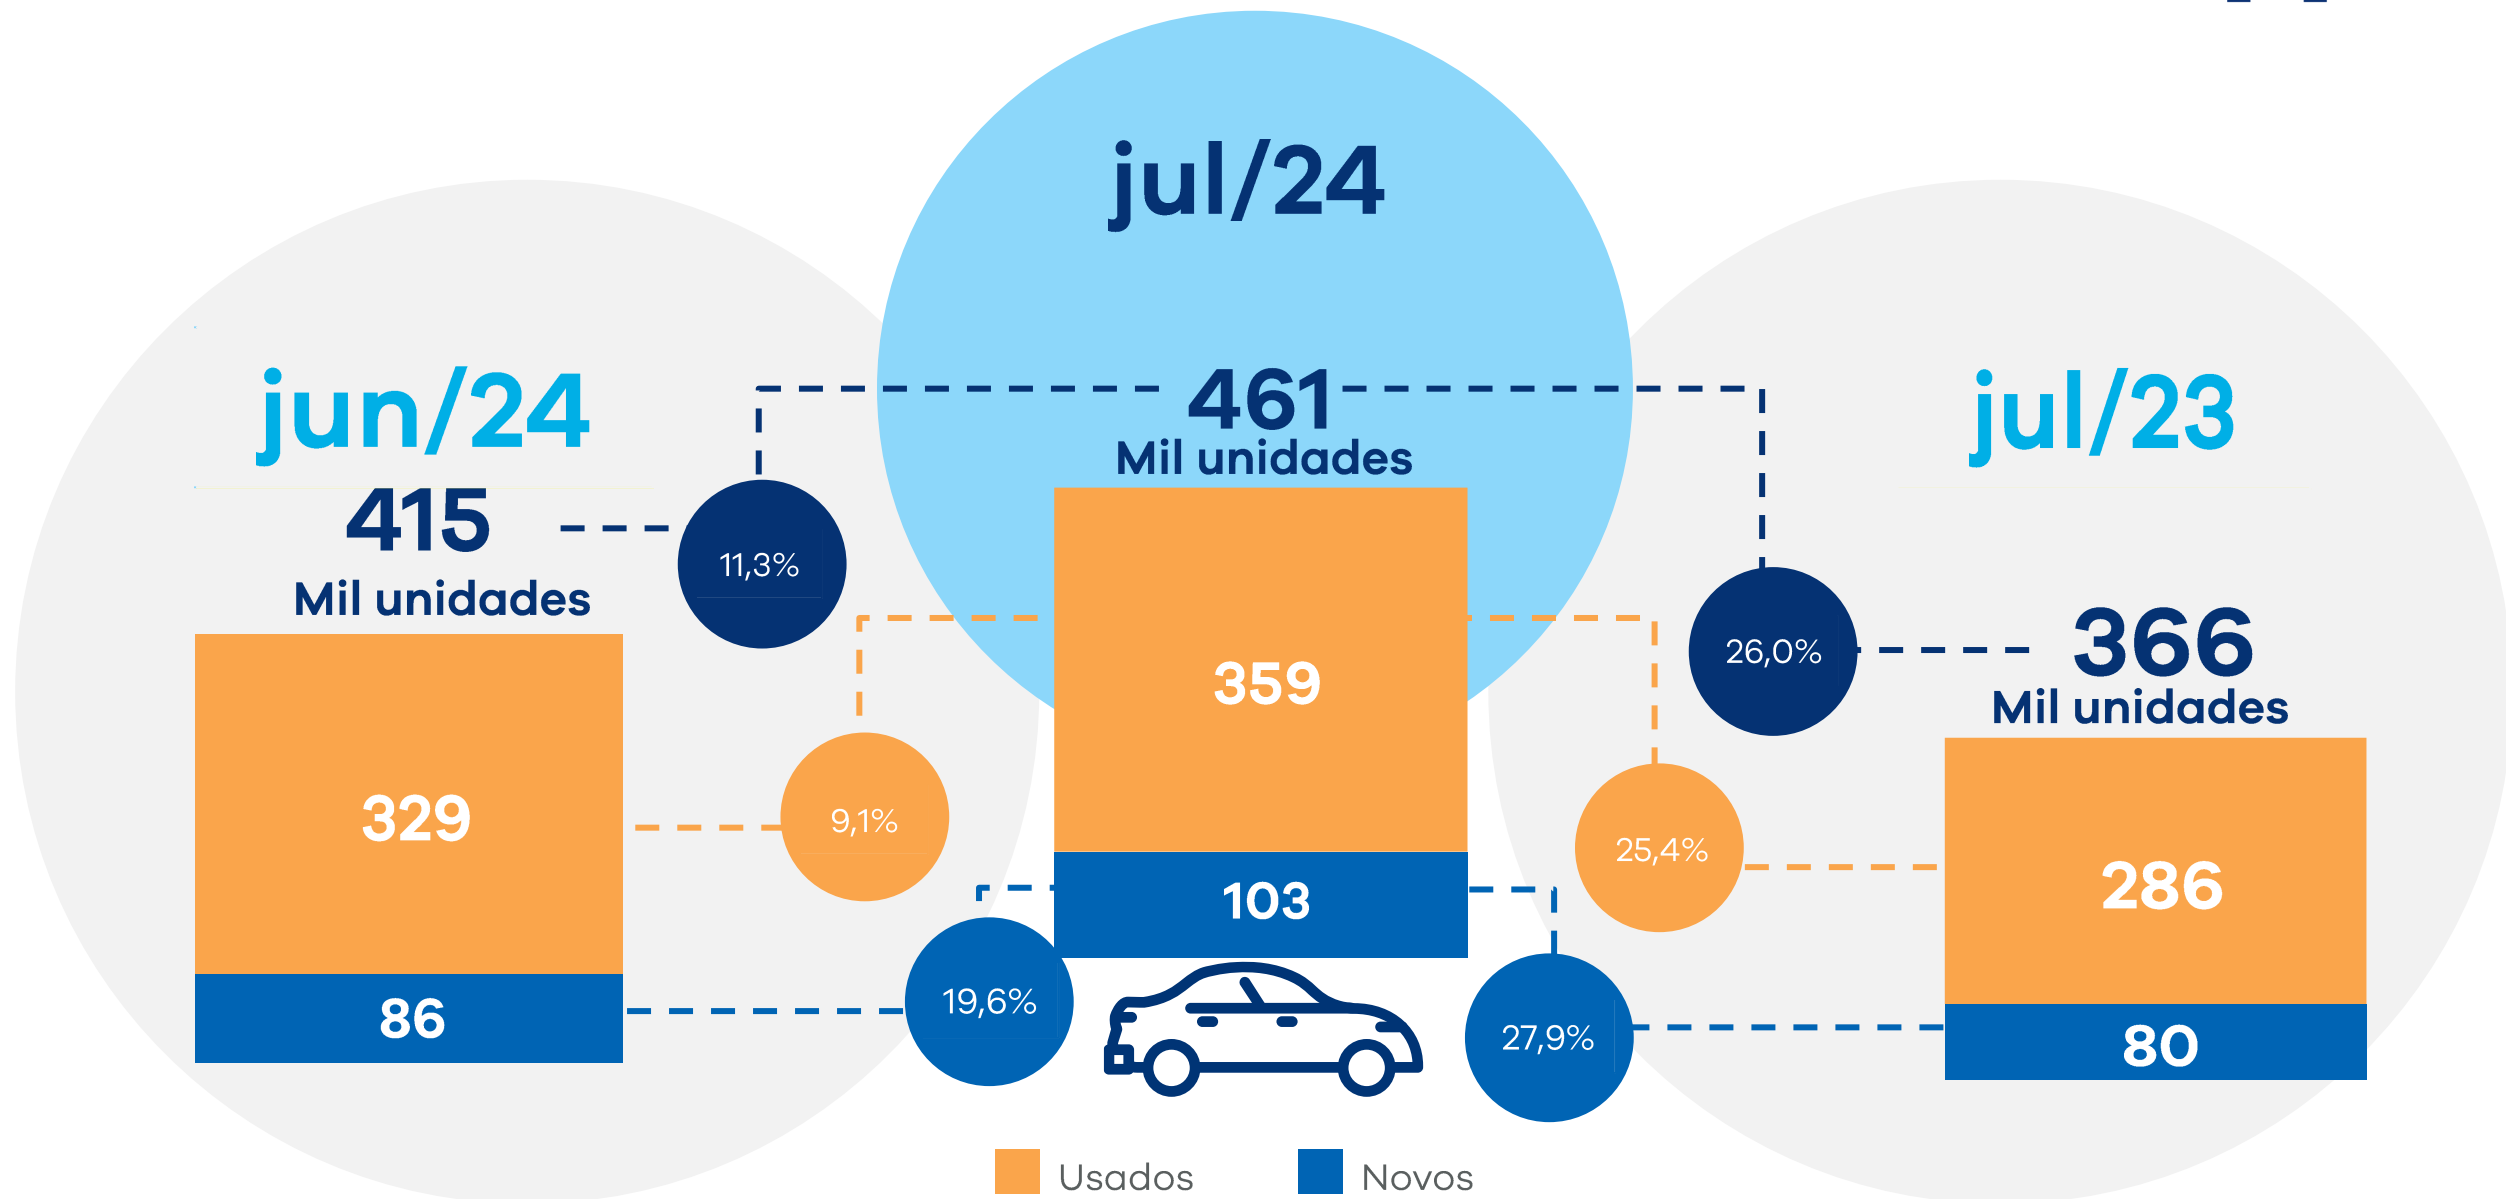 jul/24
461
Mil unidades
jun/24
415
Mil unidades
jul/23
366
Mil unidades
11,3%
26,0%
359
329
9,1%
25,4%
286
103
86
19,6%
27,9%
80
Usados
Novos